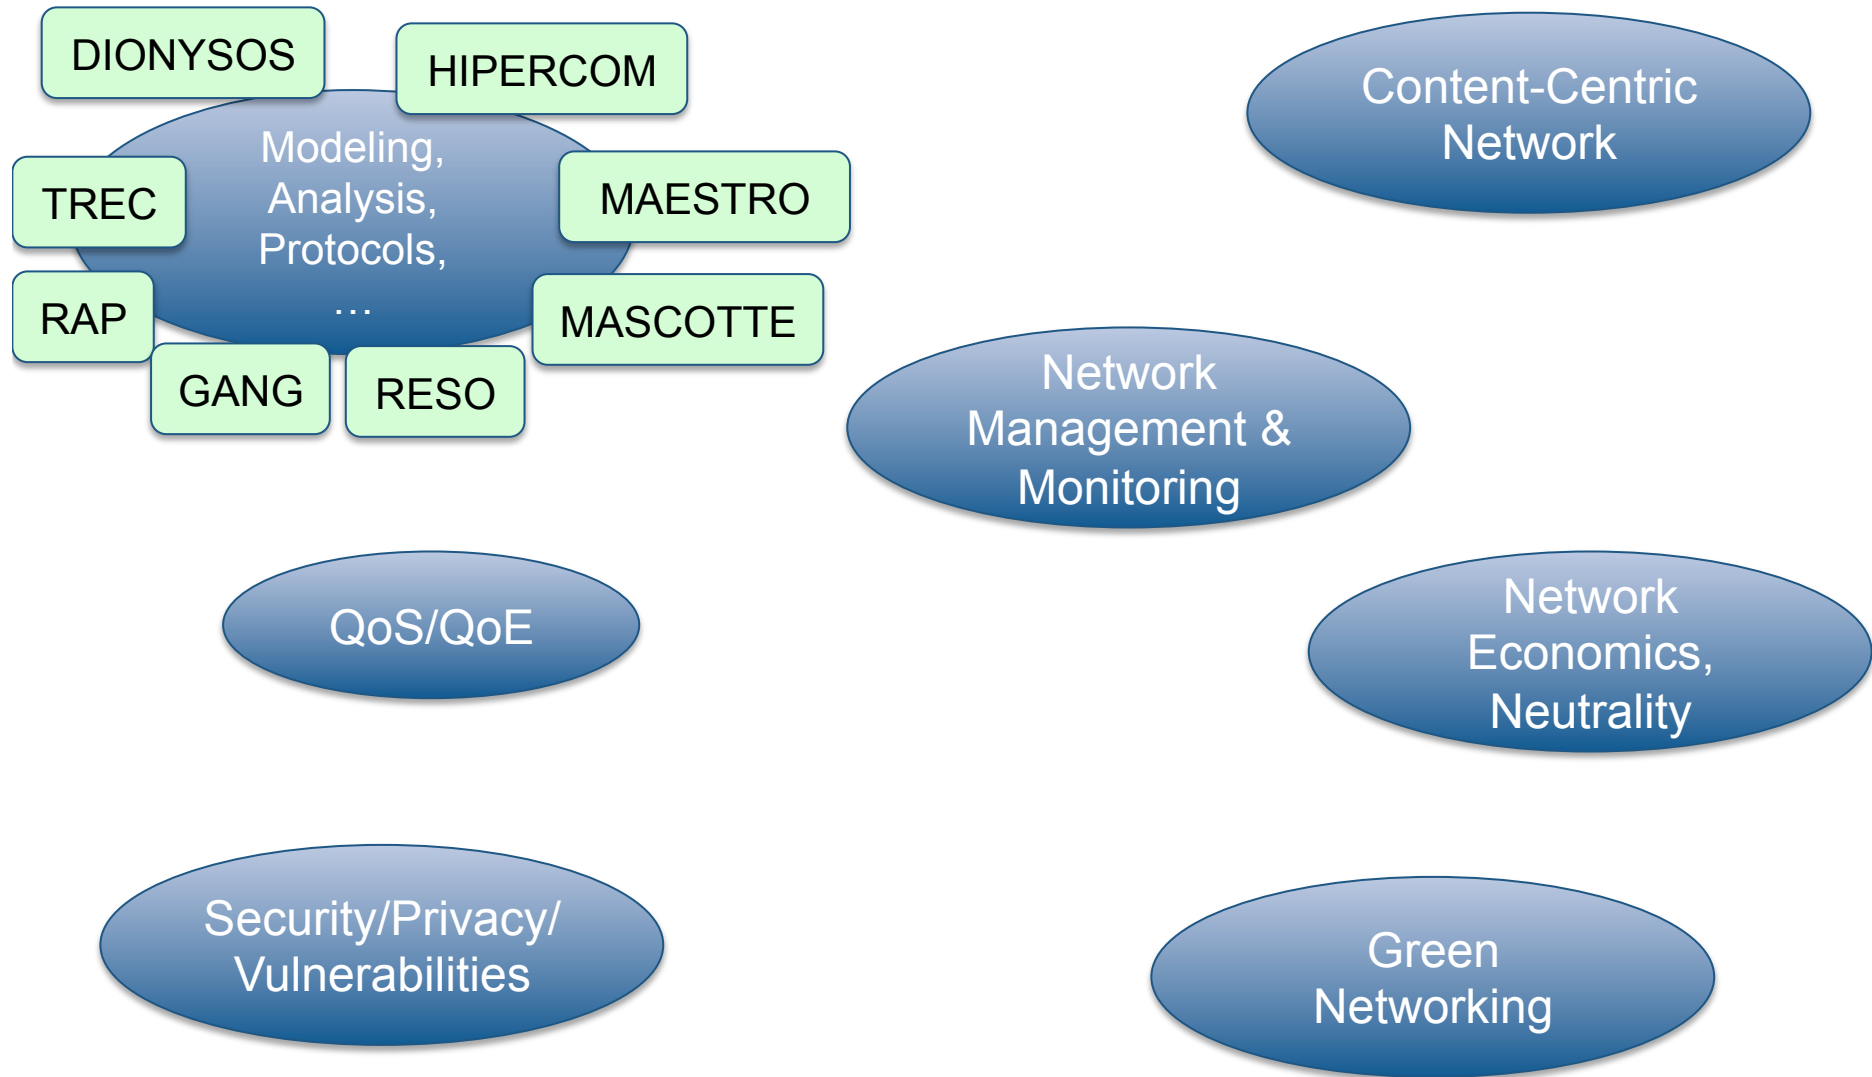 DIONYSOS
HIPERCOM
Modeling,
Analysis,
Protocols,
…
TREC
MAESTRO
RAP
MASCOTTE
GANG
RESO
Content-Centric
Network
Network
Management &
Monitoring
QoS/QoE
Network
Economics,
Neutrality
Security/Privacy/
Vulnerabilities
Green
Networking